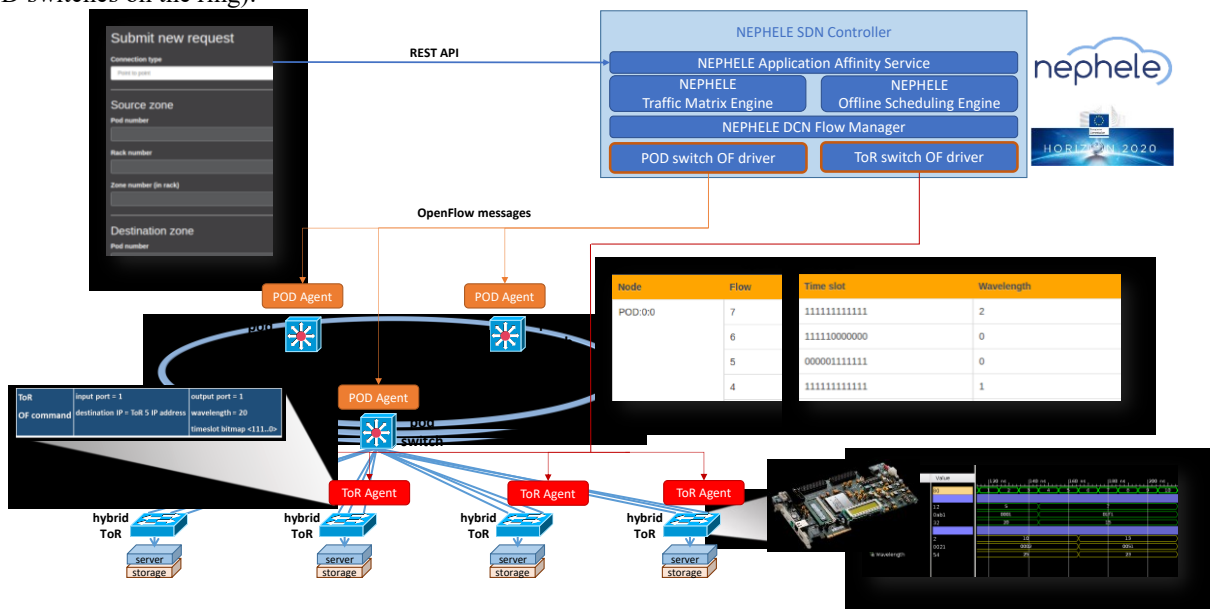 D switches on the ring).
Submit new request
Connection type
Point to point
Source zone
Pod number
Rack number
Zone number (in rack)
Destination zone
Pod number
REST API
NEPHELE SDN Controller
NEPHELE Application Affinity Service
NEPHELE
Traffic Matrix Engine
NEPHELE
Offline Scheduling Engine
NEPHELE DCN Flow Manager
POD switch OF driver
ToR switch OF driver
nephele
HORIZON 2020
OpenFlow messages
POD Agent
POD Agent
pod
POD Agent
pod
switch
Node
Flow
Time slot
Wavelength
POD:0:0
7
111111111111
2
6
111110000000
0
5
000001111111
0
4
111111111111
1
ToR
OF command
input port = 1
destination IP = ToR 5 IP address
output port = 1
wavelength = 20
timeslot bitmap <111..0>
ToR Agent
ToR Agent
ToR Agent
hybrid
ToR
hybrid
ToR
hybrid
ToR
hybrid
ToR
server
storage
server
storage
server
storage
server
storage
Value